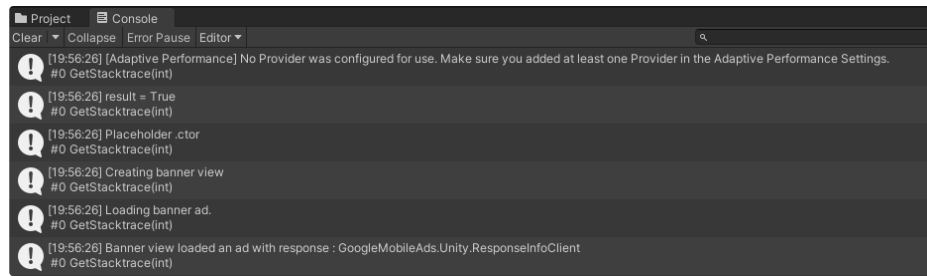 Project Console
Clear Collapse Error Pause Editor
[19:56:26] [Adaptive Performance] No Provider was configured for use. Make sure you added at least one Provider in the Adaptive Performance Settings.
#0 GetStacktrace(int)
[19:56:26] result = True
#0 GetStacktrace(int)
[19:56:26] Placeholder .ctor
#0 GetStacktrace(int)
[19:56:26] Creating banner view
#0 GetStacktrace(int)
[19:56:26] Loading banner ad.
#0 GetStacktrace(int)
[19:56:26] Banner view loaded an ad with response : GoogleMobileAds.Unity.ResponseInfoClient
#0 GetStacktrace(int)